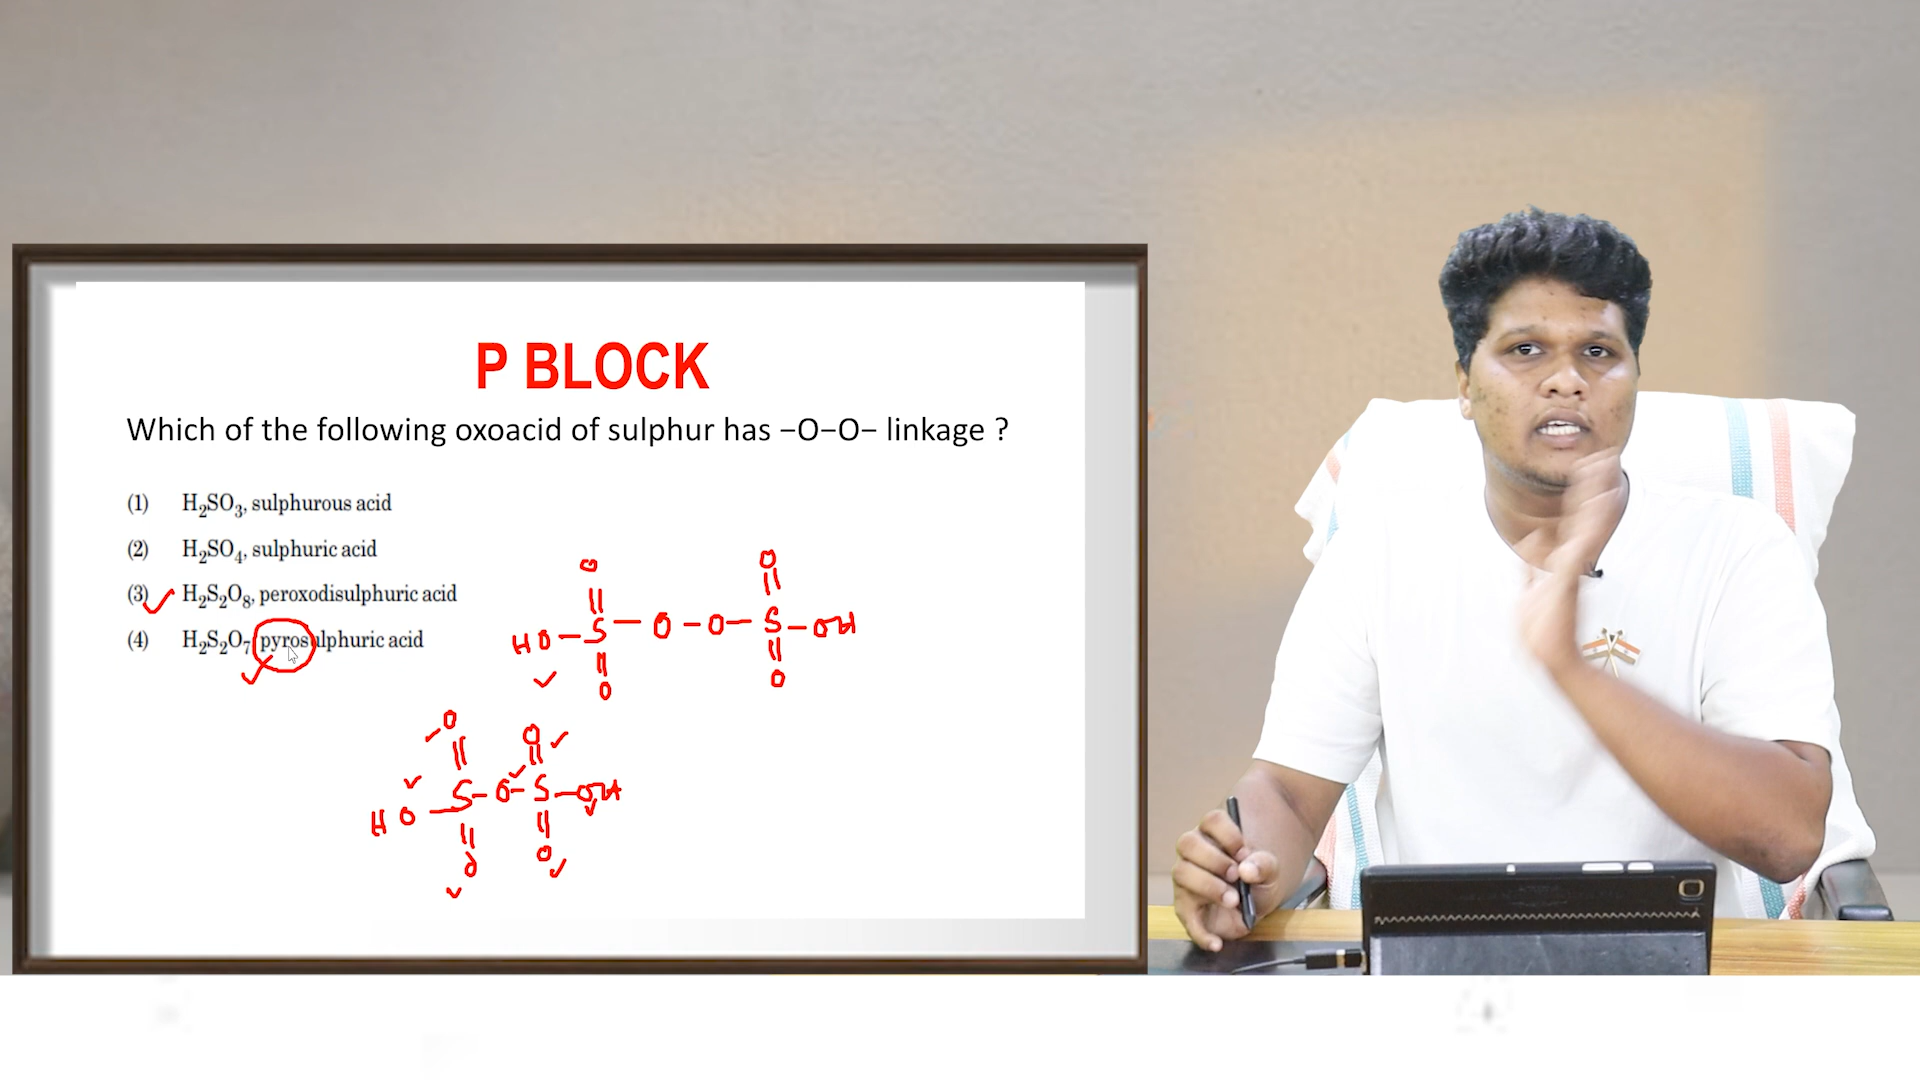 P BLOCK
Which of the following oxoacid of sulphur has –O–O– linkage ?
(1) H₂SO₃, sulphurous acid
(2) H₂SO₄, sulphuric acid
(3) H₂S₂O₈, peroxodisulphuric acid
(4) H₂S₂O₇ pyrosulphuric acid
O O
HO–S–O–O–S–OH
O O
O O
HO–S–O–S–OH
O O